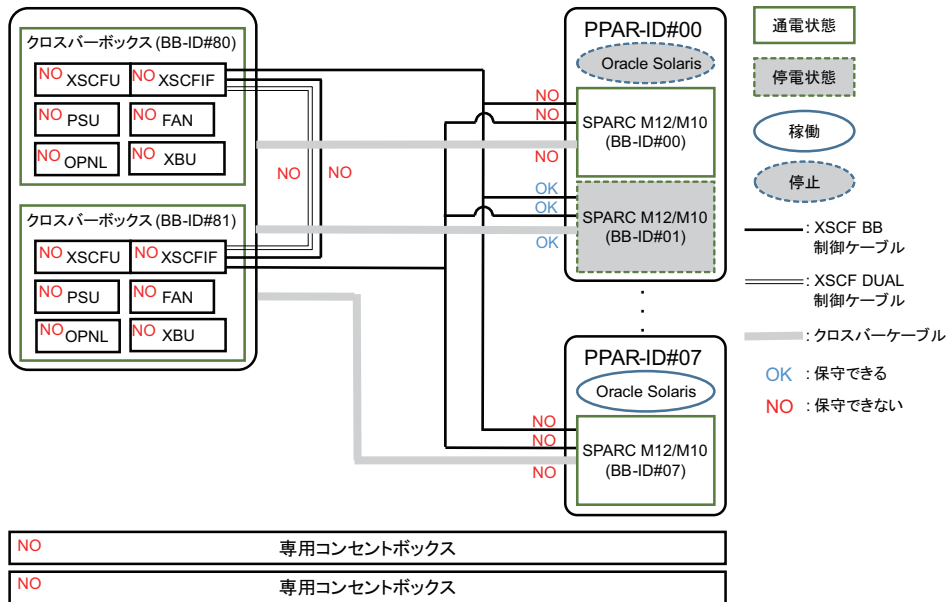 クロスバーボックス (BB-ID#80)
NO XSCFU
NO XSCFIF
NO PSU
NO FAN
NO OPNL
NO XBU
クロスバーボックス (BB-ID#81)
NO XSCFU
NO XSCFIF
NO PSU
NO FAN
NO OPNL
NO XBU
NO
NO
PPAR-ID#00
Oracle Solaris
NO
NO
SPARC M12/M10
(BB-ID#00)
NO
OK
OK
SPARC M12/M10
(BB-ID#01)
OK
PPAR-ID#07
Oracle Solaris
NO
NO
SPARC M12/M10
(BB-ID#07)
NO
通電状態
停電状態
稼働
停止
: XSCF BB
制御ケーブル
: XSCF DUAL
制御ケーブル
: クロスバーケーブル
OK : 保守できる
NO : 保守できない
NO 専用コンセントボックス
NO 専用コンセントボックス